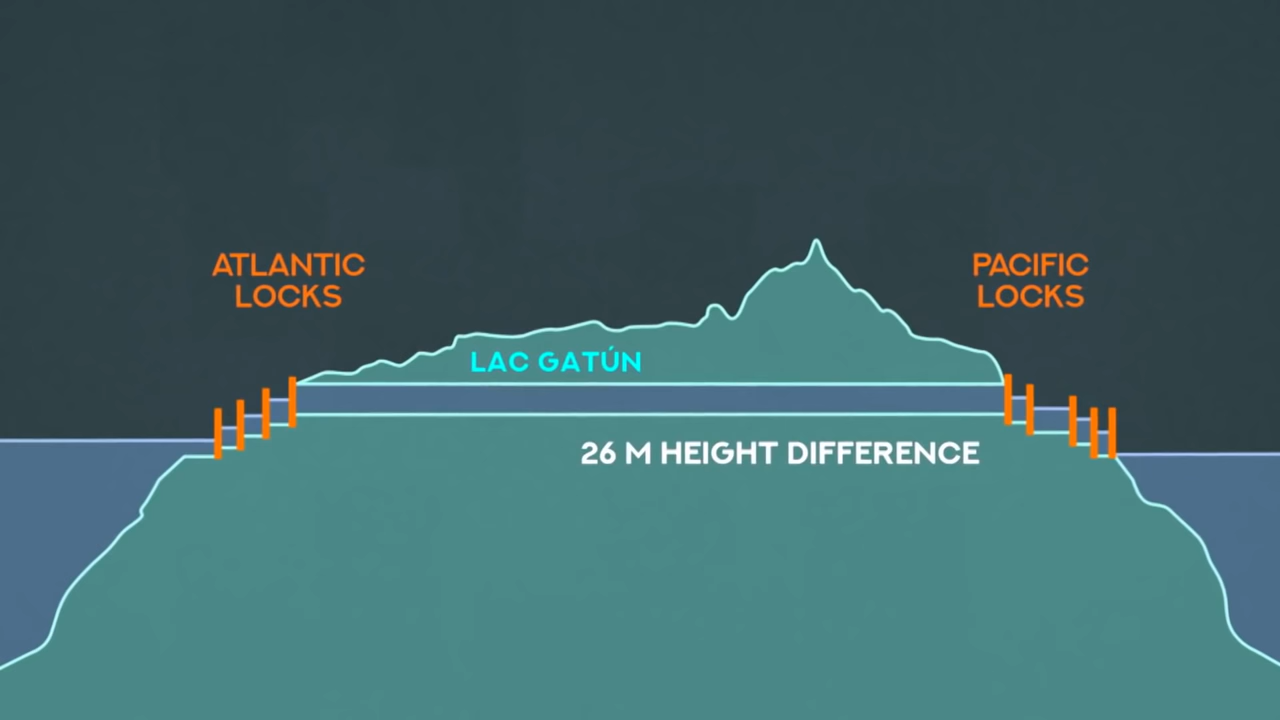 ATLANTIC
LOCKS
PACIFIC
LOCKS
LAC GATÚN
26 M HEIGHT DIFFERENCE